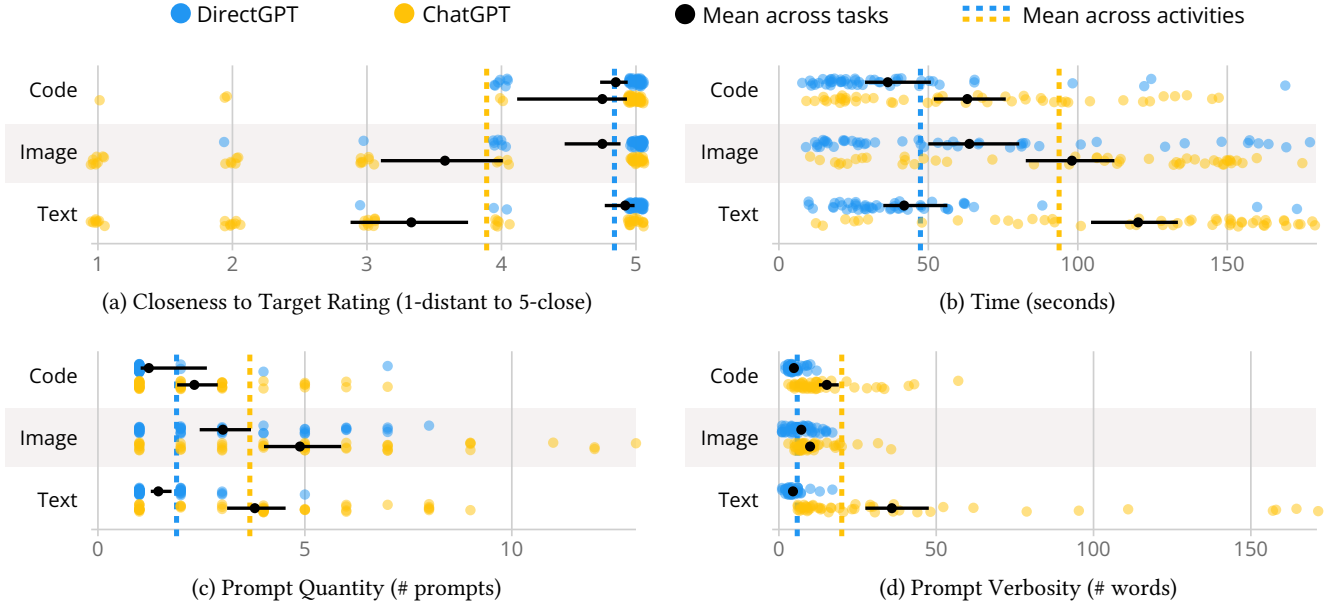 DirectGPT ChatGPT Mean across tasks Mean across activities
Code
Image
Text
1 2 3 4 5
(a) Closeness to Target Rating (1-distant to 5-close)
Code
Image
Text
0 50 100 150
(b) Time (seconds)
Code
Image
Text
0 5 10
(c) Prompt Quantity (# prompts)
Code
Image
Text
0 50 100 150
(d) Prompt Verbosity (# words)